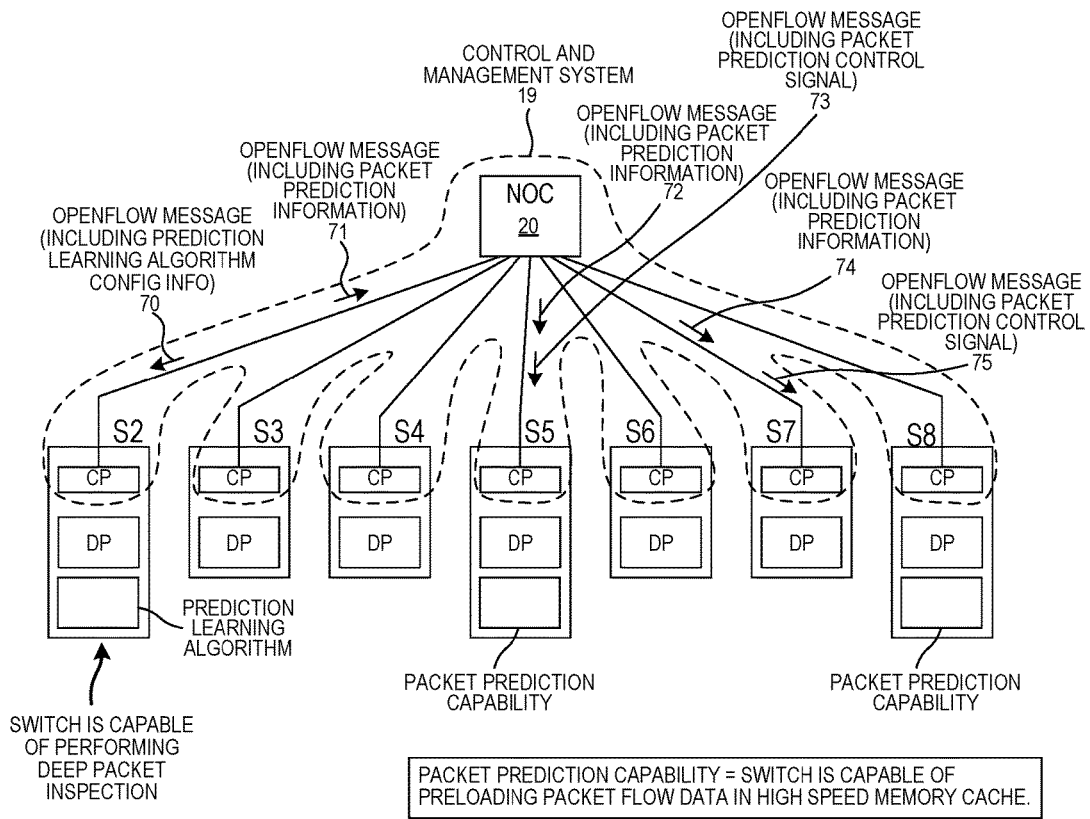 OPENFLOW MESSAGE
(INCLUDING PACKET
PREDICTION CONTROL
SIGNAL)
73
CONTROL AND
MANAGEMENT SYSTEM
19
OPENFLOW MESSAGE
(INCLUDING PACKET
PREDICTION
INFORMATION)
72
OPENFLOW MESSAGE
(INCLUDING PACKET
PREDICTION
INFORMATION)
71
OPENFLOW MESSAGE
(INCLUDING PACKET
PREDICTION
INFORMATION)
74
OPENFLOW MESSAGE
(INCLUDING PREDICTION
LEARNING ALGORITHM
CONFIG INFO)
70
OPENFLOW MESSAGE
(INCLUDING PACKET
PREDICTION CONTROL
SIGNAL)
75
NOC
20
S2
S3
S4
S5
S6
S7
S8
CP
CP
CP
CP
CP
CP
CP
DP
DP
DP
DP
DP
DP
DP
PREDICTION
LEARNING
ALGORITHM
PACKET PREDICTION
CAPABILITY
PACKET PREDICTION
CAPABILITY
SWITCH IS CAPABLE
OF PERFORMING
DEEP PACKET
INSPECTION
PACKET PREDICTION CAPABILITY = SWITCH IS CAPABLE OF
PRELOADING PACKET FLOW DATA IN HIGH SPEED MEMORY CACHE.